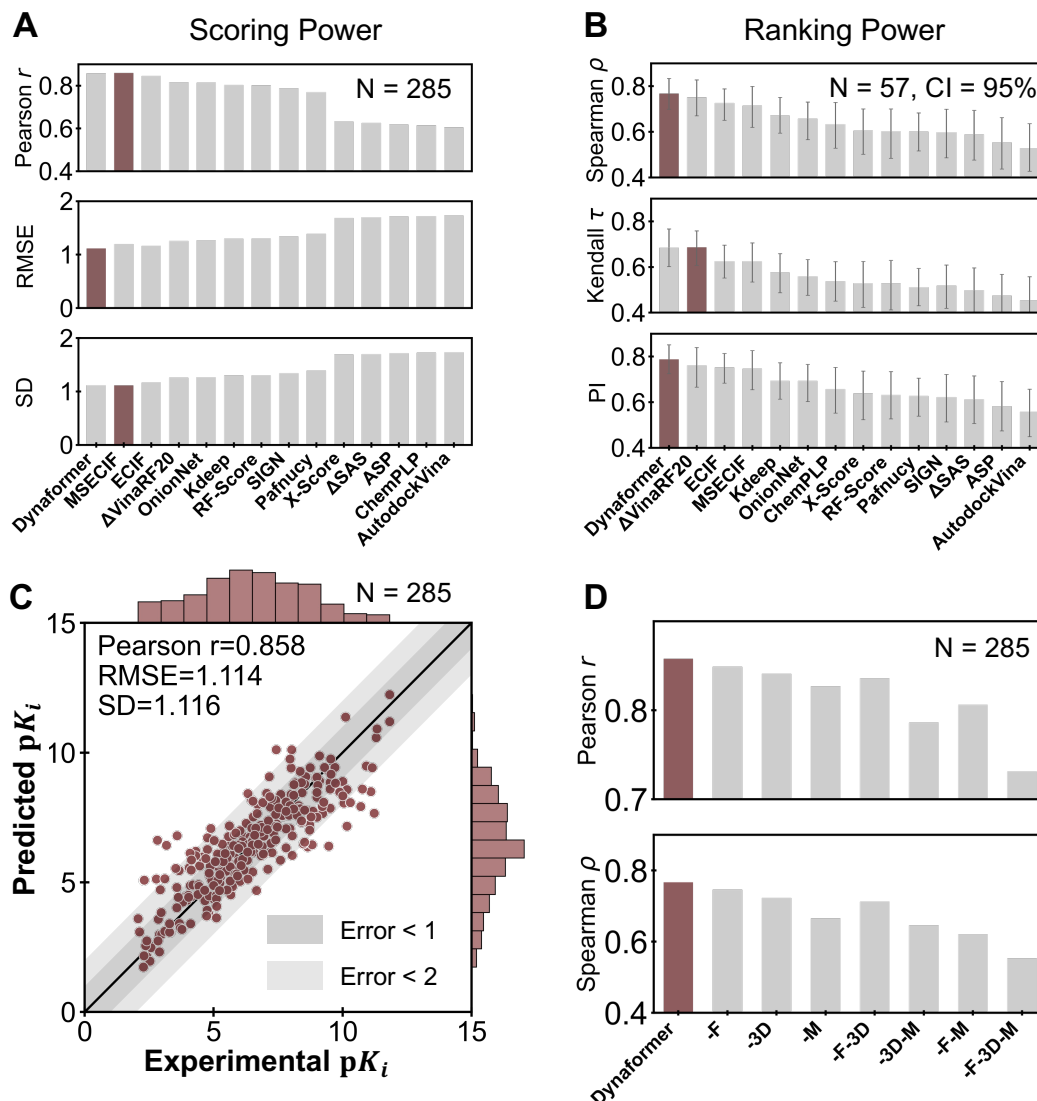 A
Scoring Power
Pearson r
0.8
0.6
0.4
N = 285
RMSE
2
1
0
SD
2
1
0
Dynaformer
MSECIF
ECIF
ΔVinaRF20
OnionNet
Kdeep
RF-Score
SIGN
Pafnucy
X-Score
ΔSAS
ASP
ChemPLP
AutodockVina
B
Ranking Power
Spearman ρ
0.8
0.6
0.4
N = 57, CI = 95%
Kendall τ
0.8
0.6
0.4
PI
0.8
0.6
0.4
Dynaformer
ΔVinaRF20
ECIF
MSECIF
Kdeep
OnionNet
ChemPLP
X-Score
RF-Score
Pafnucy
SIGN
ΔSAS
ASP
AutodockVina
C
N = 285
Pearson r=0.858
RMSE=1.114
SD=1.116
Predicted pKi
15
10
5
0
Error < 1
Error < 2
0 5 10 15
Experimental pKi
D
N = 285
Pearson r
0.8
0.7
Spearman ρ
0.8
0.6
0.4
Dynaformer
-F
-3D
-M
-F-3D
-3D-M
-F-M
-F-3D-M